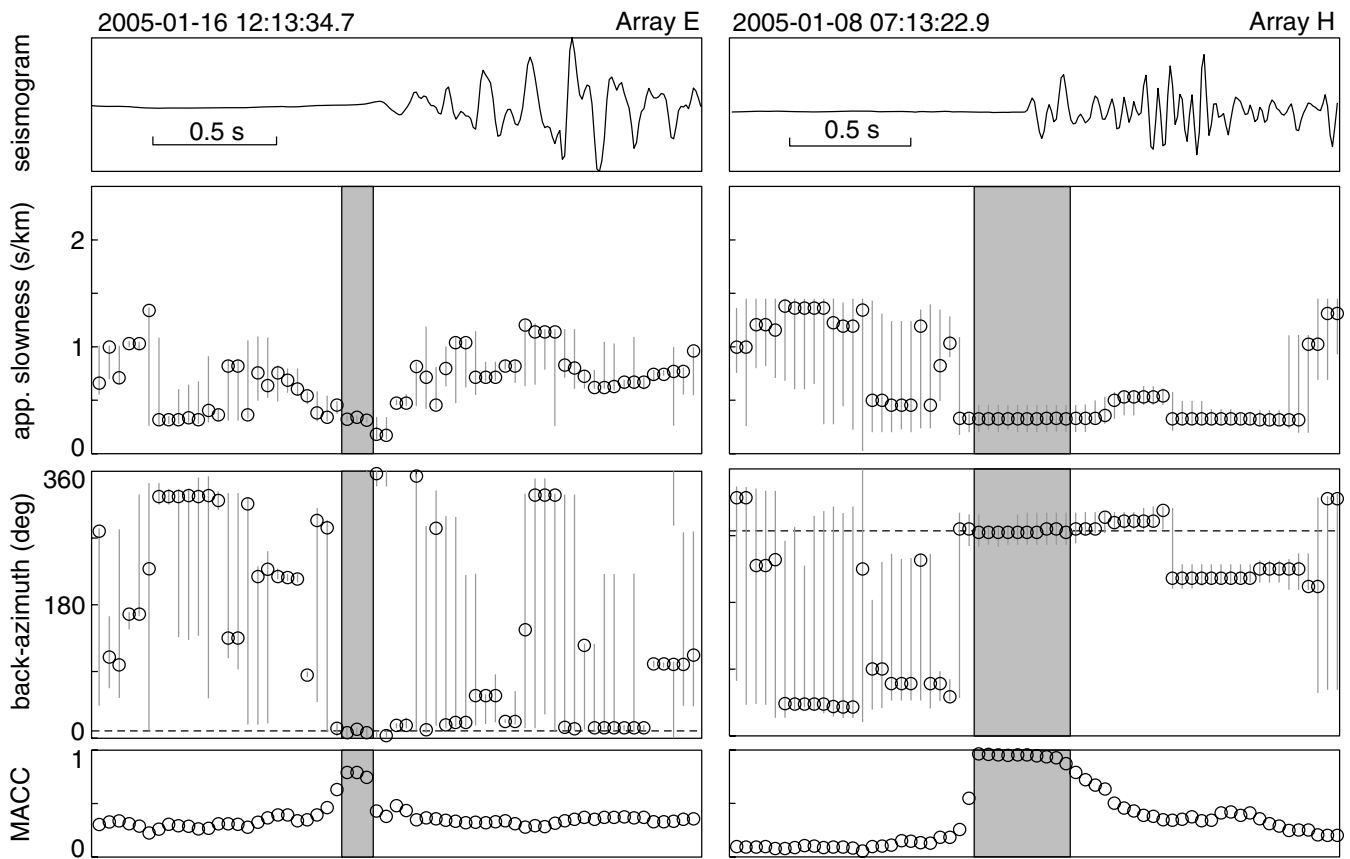 2005-01-16 12:13:34.7 Array E
2005-01-08 07:13:22.9 Array H
seismogram
0.5 s
0.5 s
app. slowness (s/km)
2
1
0
back-azimuth (deg)
360
180
0
MACC
1
0